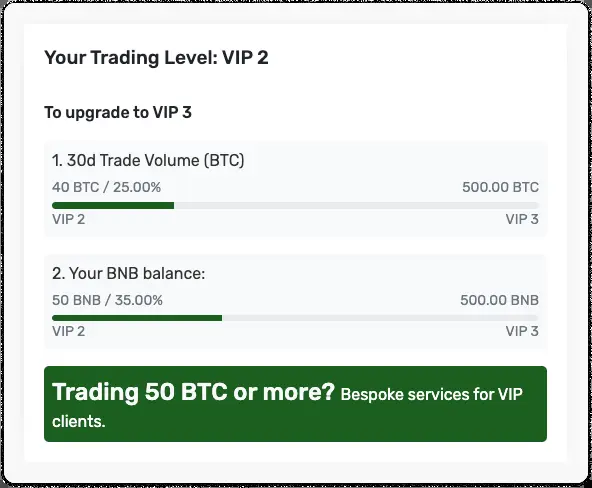 Your Trading Level: VIP 2
To upgrade to VIP 3
1. 30d Trade Volume (BTC)
40 BTC / 25.00% 500.00 BTC
VIP 2 VIP 3
2. Your BNB balance:
50 BNB / 35.00% 500.00 BNB
VIP 2 VIP 3
Trading 50 BTC or more? Bespoke services for VIP
clients.